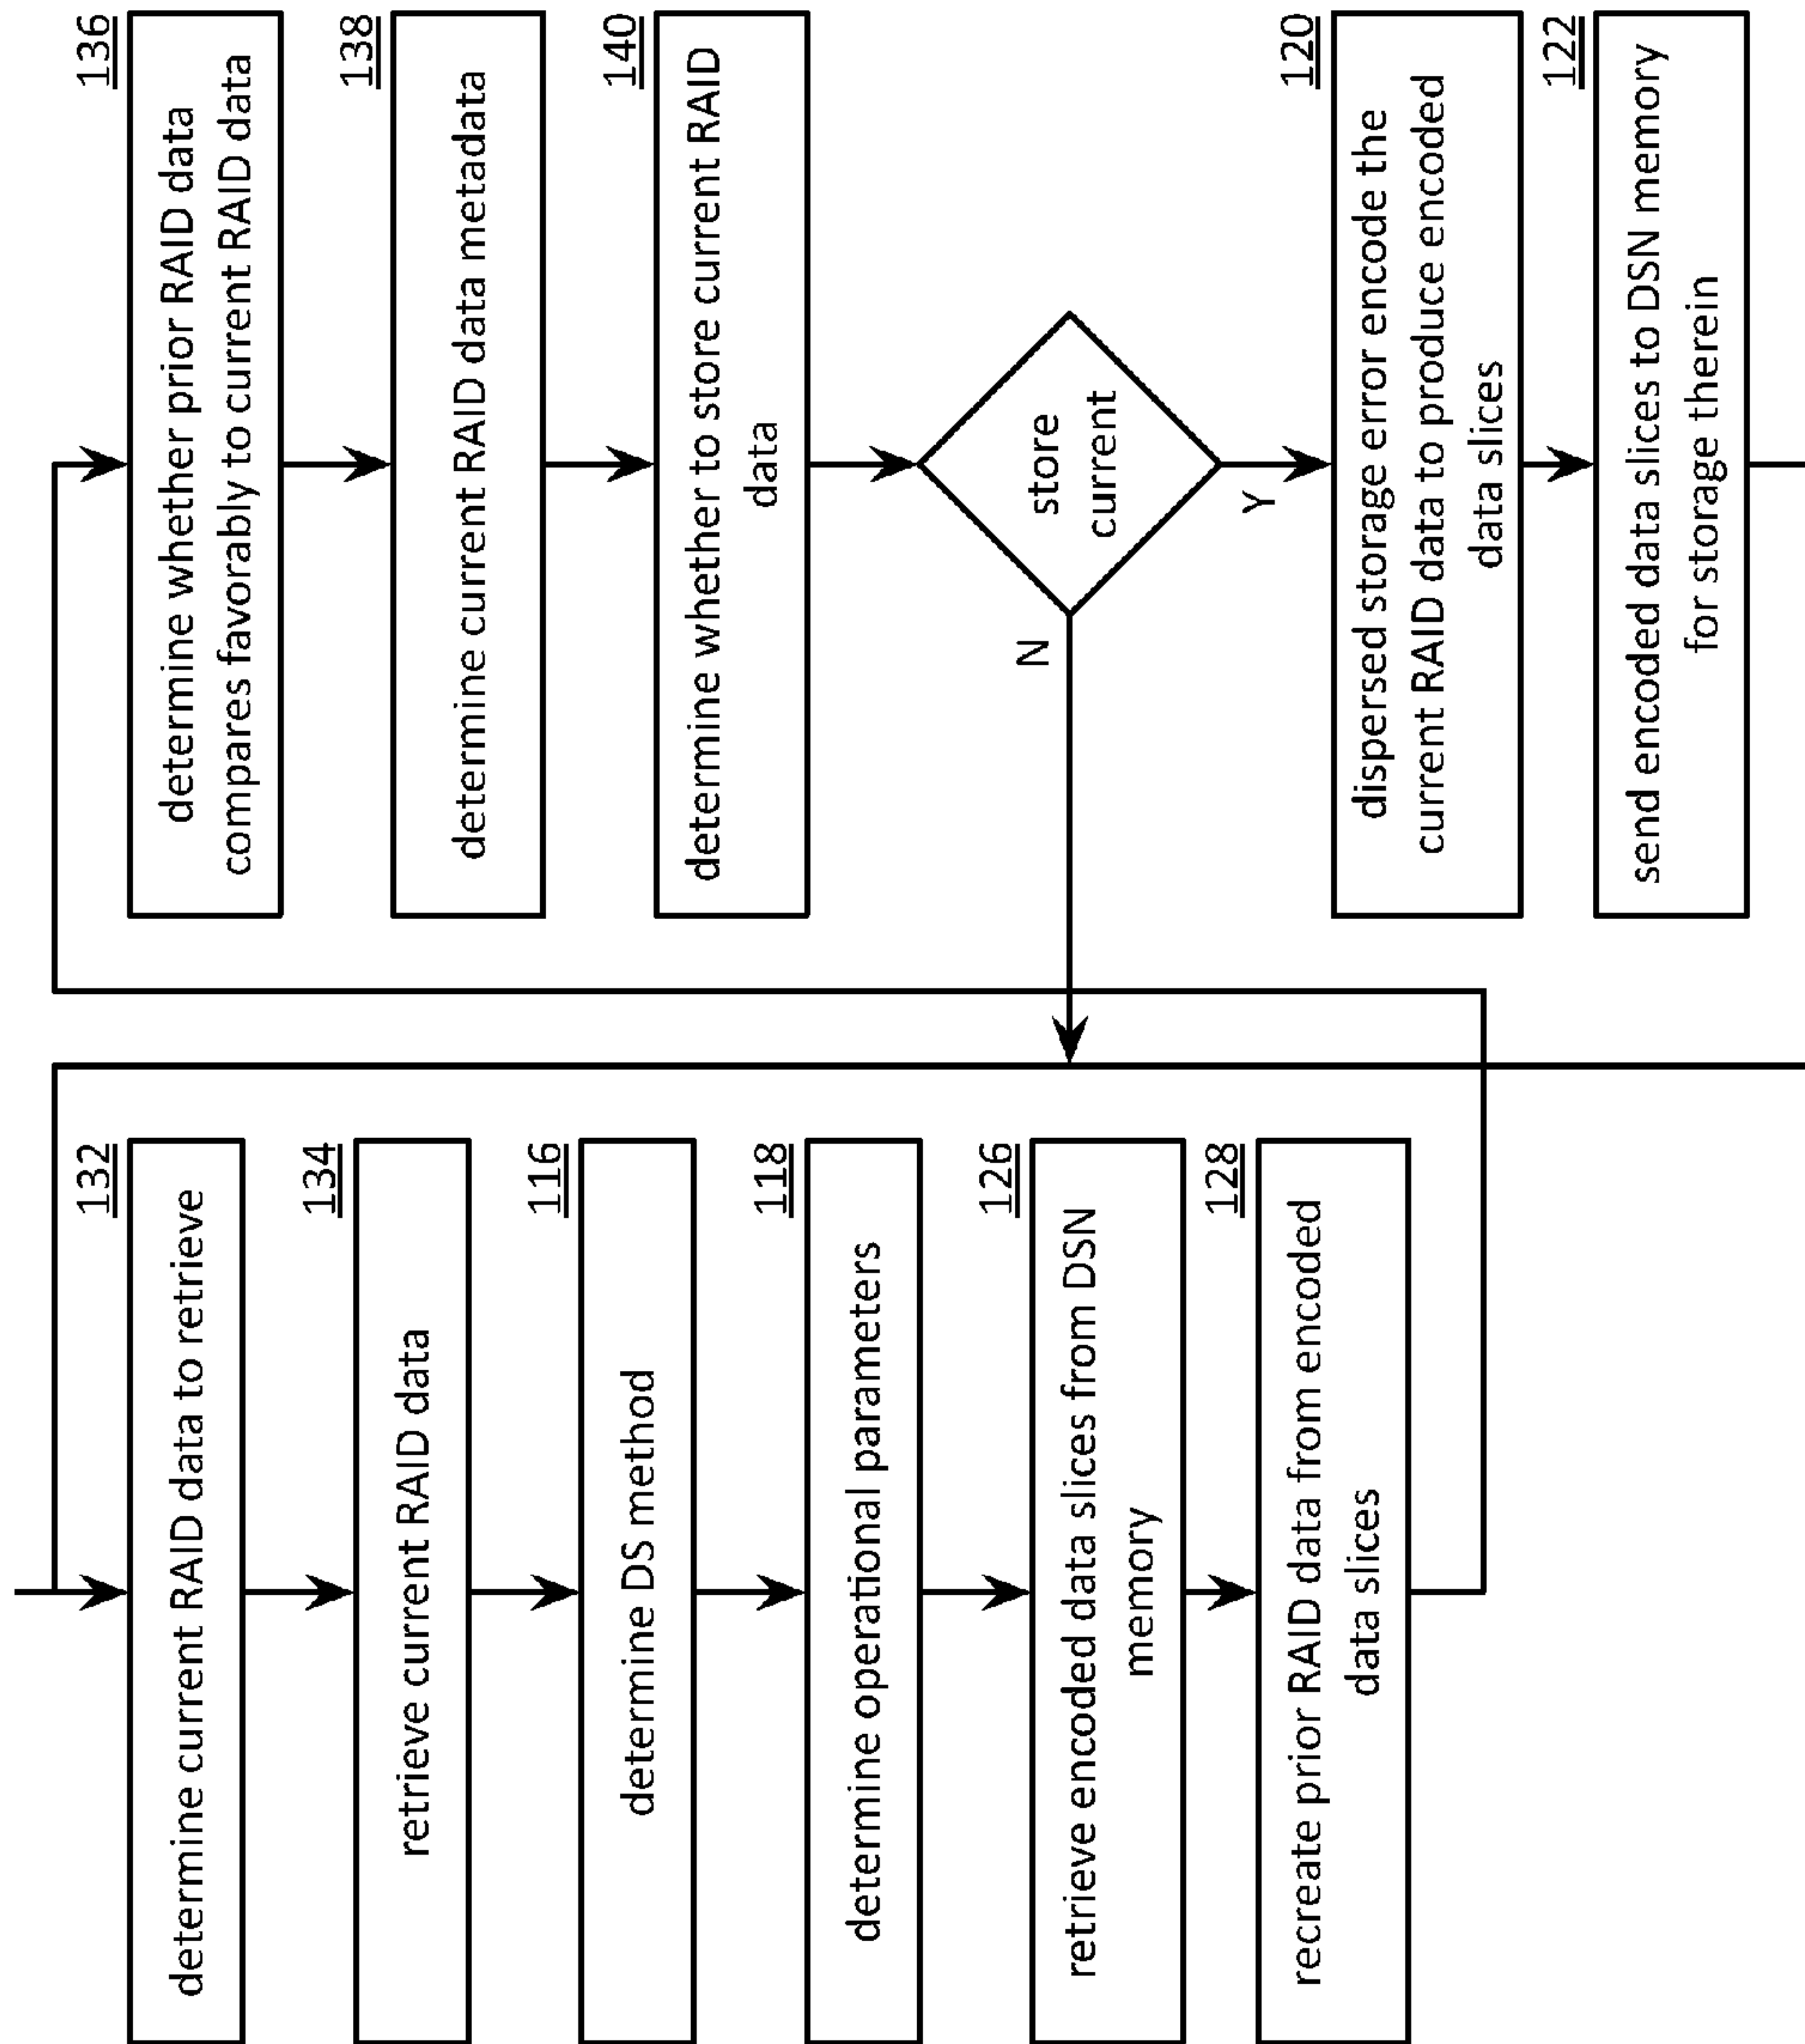 132
determine current RAID data to retrieve
134
retrieve current RAID data
116
determine DS method
118
determine operational parameters
126
retrieve encoded data slices from DSN
memory
128
recreate prior RAID data from encoded
data slices
136
determine whether prior RAID data
compares favorably to current RAID data
138
determine current RAID data metadata
140
determine whether to store current RAID
data
store
current
N
Y
120
dispersed storage error encode the
current RAID data to produce encoded
data slices
122
send encoded data slices to DSN memory
for storage therein